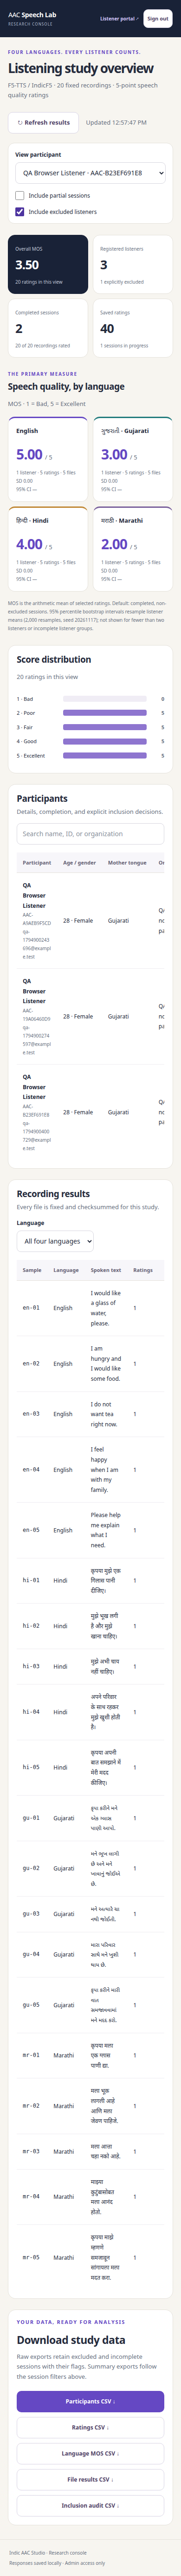 AAC Speech Lab
RESEARCH CONSOLE
Listener portal ↗
Sign out
FOUR LANGUAGES. EVERY LISTENER COUNTS.
Listening study overview
F5-TTS / IndicF5 · 20 fixed recordings · 5-point speech
quality ratings
↻ Refresh results
Updated 12:57:47 PM
View participant
QA Browser Listener · AAC-B23EF691E8
Include partial sessions
Include excluded listeners
Overall MOS
3.50
20 ratings in this view
Registered listeners
3
1 explicitly excluded
Completed sessions
2
20 of 20 recordings rated
Saved ratings
40
1 sessions in progress
THE PRIMARY MEASURE
Speech quality, by language
MOS · 1 = Bad, 5 = Excellent
English
5.00 / 5
1 listener · 5 ratings · 5 files
SD 0.00
95% CI —
ગુજરાતી · Gujarati
3.00 / 5
1 listener · 5 ratings · 5 files
SD 0.00
95% CI —
हिन्दी · Hindi
4.00 / 5
1 listener · 5 ratings · 5 files
SD 0.00
95% CI —
मराठी · Marathi
2.00 / 5
1 listener · 5 ratings · 5 files
SD 0.00
95% CI —
MOS is the arithmetic mean of selected ratings. Default: completed, non-
excluded sessions. 95% percentile bootstrap intervals resample listener
means (2,000 resamples, seed 20261117); not shown for fewer than two
listeners or incomplete listener groups.
Score distribution
20 ratings in this view
1 · Bad 0
2 · Poor 5
3 · Fair 5
4 · Good 5
5 · Excellent 5
Participants
Details, completion, and explicit inclusion decisions.
Search name, ID, or organization
Participant Age / gender Mother tongue
QA
Browser
Listener
28 · Female Gujarati
QA
Browser
Listener
28 · Female Gujarati
QA
Browser
Listener
AAC-
B23EF691E8
28 · Female Gujarati
Recording results
Every file is fixed and checksummed for this study.
Language
All four languages
Sample Language Spoken text Ratings
en-01 English I would like a glass of water, please. 1
en-02 English I am hungry and I would like some food. 1
en-03 English I do not want tea right now. 1
en-04 English I feel happy when I am with my family. 1
en-05 English Please help me explain what I need. 1
hi-01 Hindi कृपया मुझे एक गिलास पानी दीजिए। 1
hi-02 Hindi मुझे भूख लगी है और मुझे खाना चाहिए। 1
hi-03 Hindi मुझे अभी चाय नहीं चाहिए। 1
hi-04 Hindi अपने परिवार के साथ रहकर मुझे खुशी होती है। 1
hi-05 Hindi कृपया अपनी बात समझाने में मेरी मदद कीजिए। 1
gu-01 Gujarati કૃપા કરીને મને એક ગ્લાસ પાણી આપો. 1
gu-02 Gujarati મને ભૂખ લાગી છે અને મને ખાવાનું જોઈએ છે. 1
gu-03 Gujarati મને અત્યારે ચા નથી જોઈતી. 1
gu-04 Gujarati મારા પરિવાર સાથે મને ખુશી થાય છે. 1
gu-05 Gujarati કૃપા કરીને મારી વાત સમજાવવામાં મને મદદ કરો. 1
mr-01 Marathi कृपया मला एक ग्लास पाणी द्या. 1
mr-02 Marathi मला भूक लागली आहे आणि मला जेवण पाहिजे. 1
mr-03 Marathi मला आत्ता चहा नको आहे. 1
mr-04 Marathi माझ्या कुटुंबासोबत मला आनंद होतो. 1
mr-05 Marathi कृपया माझे म्हणणे समजावून सांगायला मला मदत करा. 1
YOUR DATA, READY FOR ANALYSIS
Download study data
Raw exports retain excluded and incomplete
sessions with their flags. Summary exports follow
the session filters above.
Participants CSV ↓
Ratings CSV ↓
Language MOS CSV ↓
File results CSV ↓
Inclusion audit CSV ↓
Indic AAC Studio · Research console
Responses saved locally · Admin access only